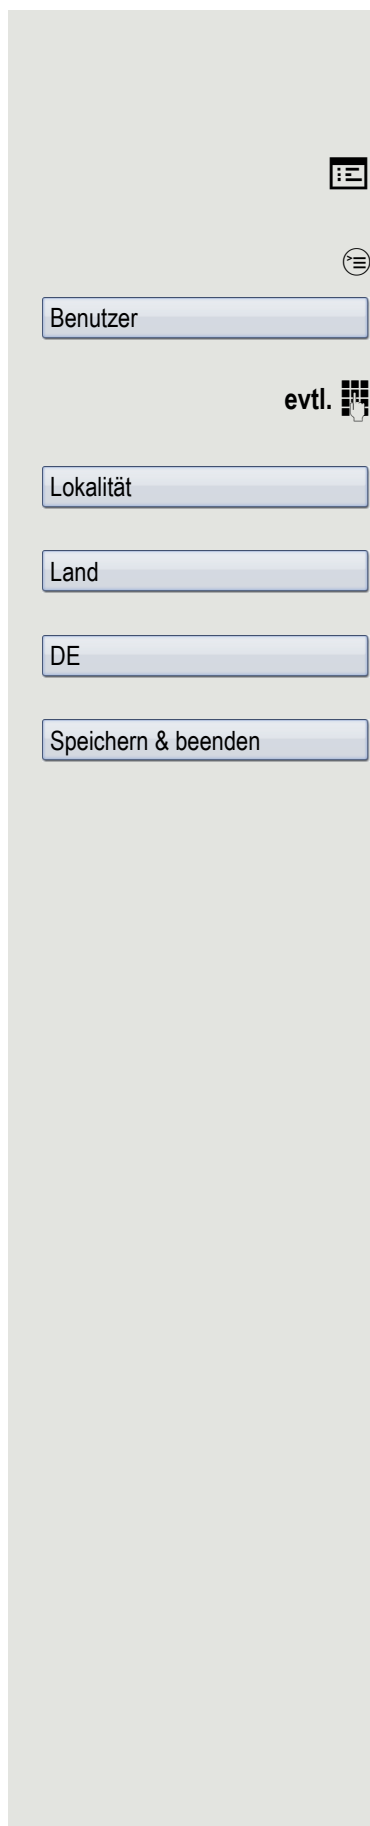 Benutzer
evtl.
Lokalität
Land
DE
Speichern & beenden